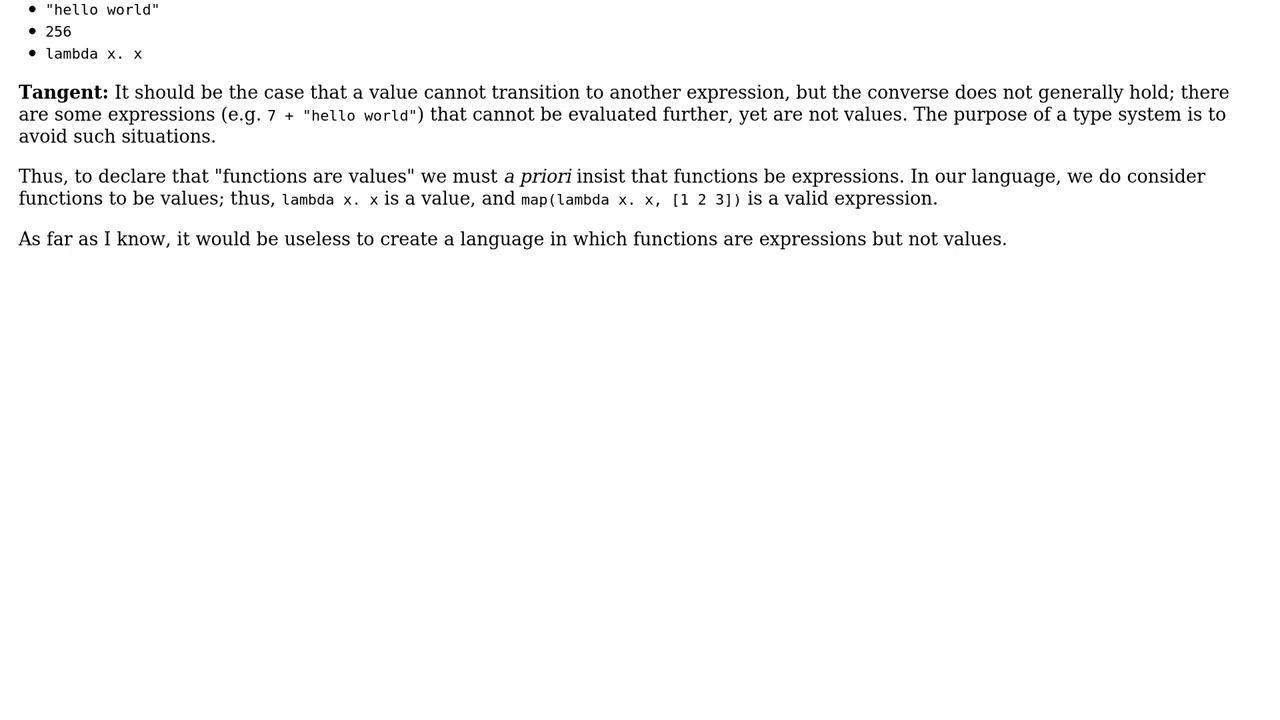 • "hello world"
• 256
• lambda x. x
Tangent: It should be the case that a value cannot transition to another expression, but the converse does not generally hold; there
are some expressions (e.g. 7 + "hello world") that cannot be evaluated further, yet are not values. The purpose of a type system is to
avoid such situations.
Thus, to declare that "functions are values" we must a priori insist that functions be expressions. In our language, we do consider
functions to be values; thus, lambda x. x is a value, and map(lambda x. x, [1 2 3]) is a valid expression.
As far as I know, it would be useless to create a language in which functions are expressions but not values.